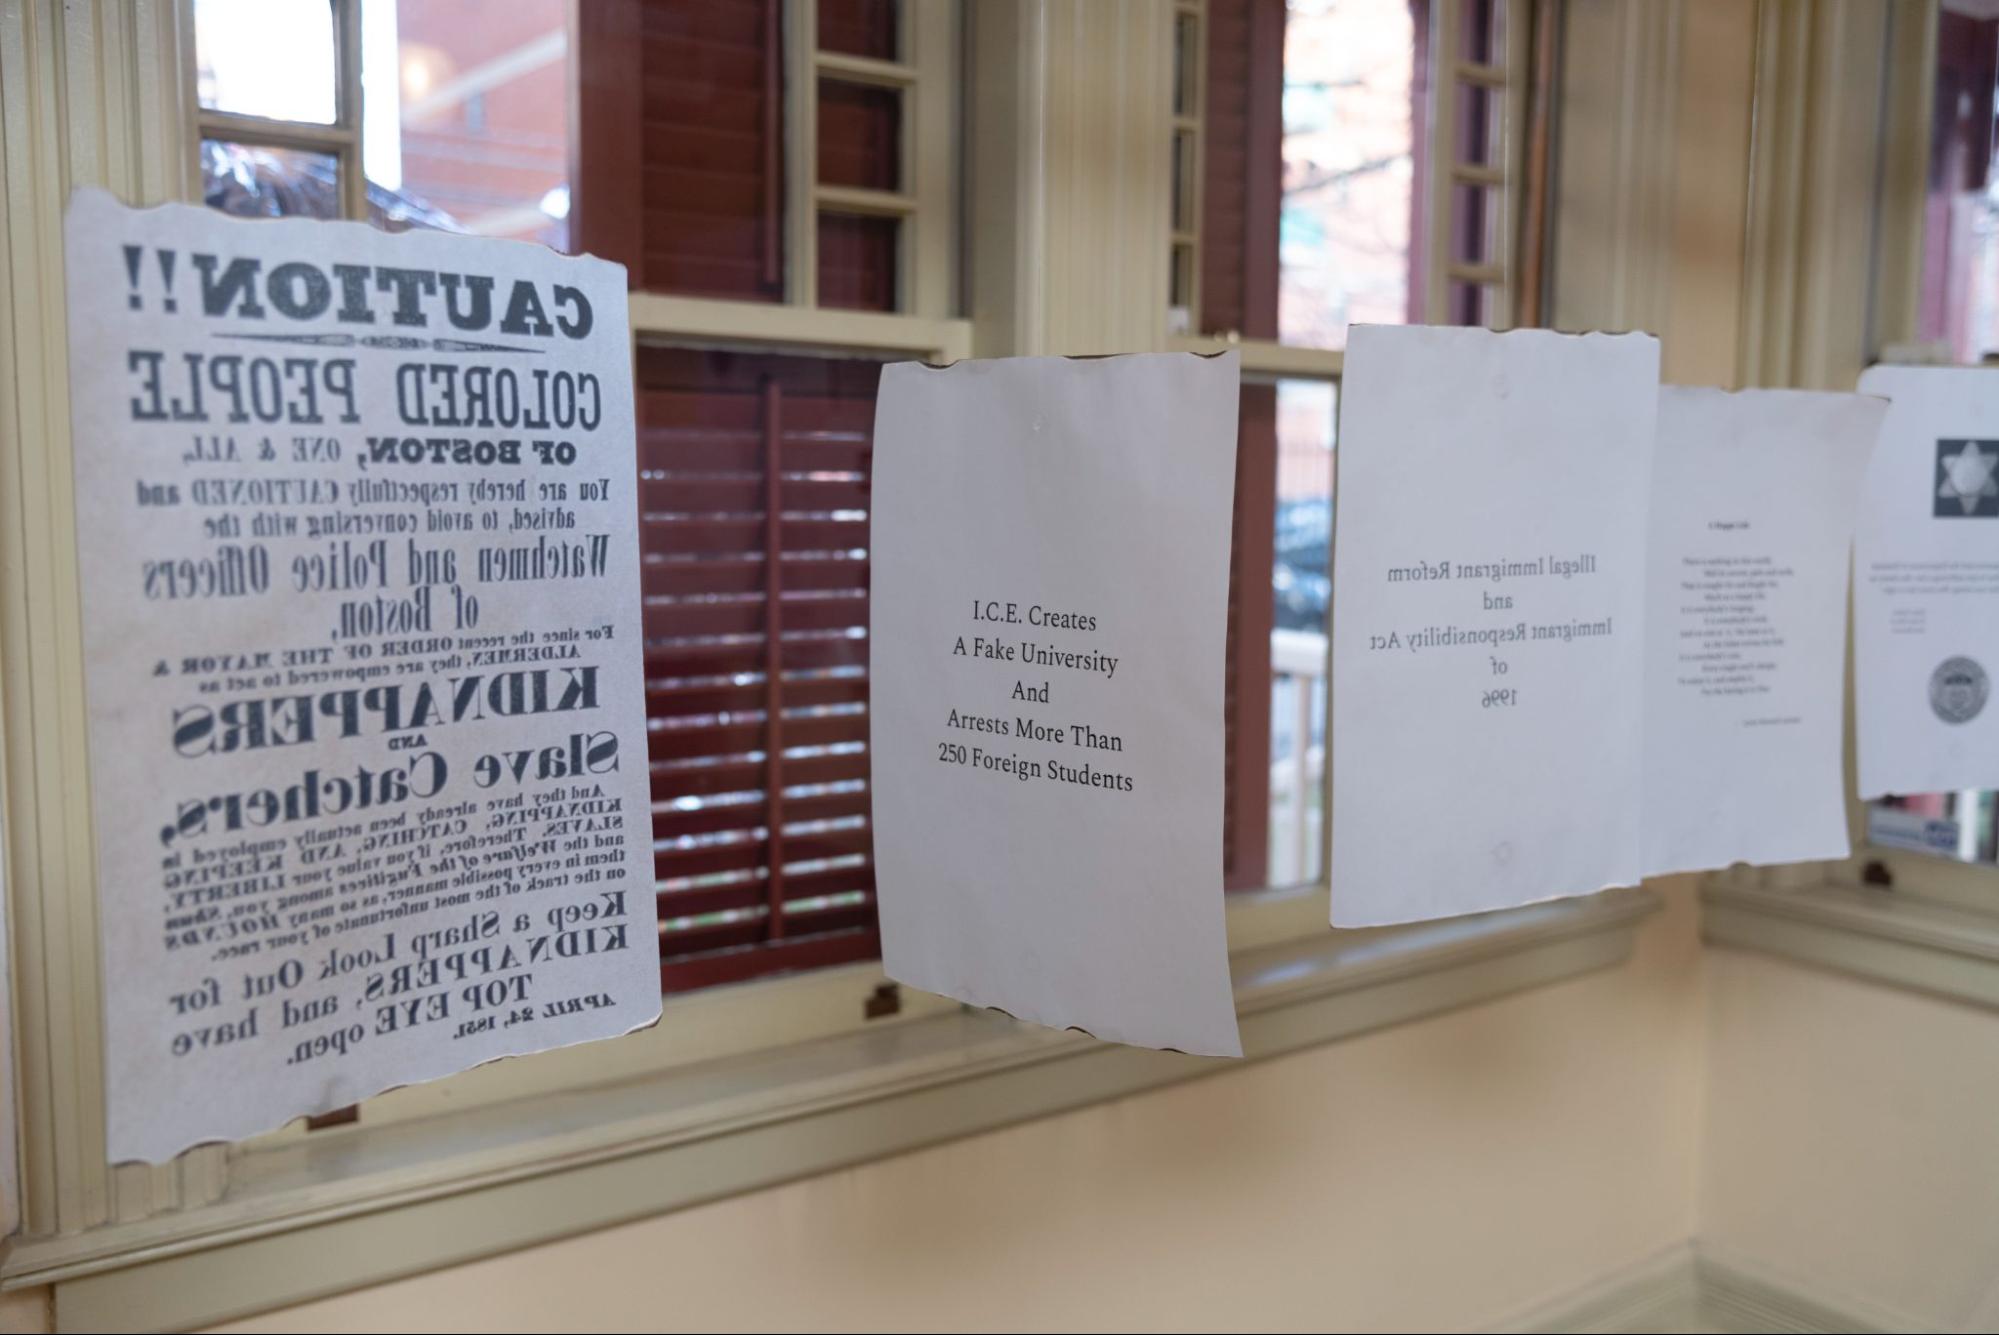 CAUTION!!
COLORED PEOPLE
OF BOSTON, ONE & ALL,
You are hereby respectfully CAUTIONED and
advised, to avoid conversing with the
Watchmen and Police Officers
of Boston,
For since the recent ORDER OF THE MAYOR &
ALDERMEN, they are empowered to act as
KIDNAPPERS
AND
Slave Catchers,
And they have already been actually employed in
KIDNAPPING, CATCHING, AND KEEPING
SLAVES. Therefore, if you value your LIBERTY,
and the Welfare of the Fugitives among you, Shun
them in every possible manner, as so many HOUNDS
on the track of the most unfortunate of your race.
Keep a Sharp Look Out for
KIDNAPPERS, and have
TOP EYE open.
APRIL 24, 1851.
I.C.E. Creates
A Fake University
And
Arrests More Than
250 Foreign Students
Illegal Immigrant Reform
and
Immigrant Responsibility Act
of
1996